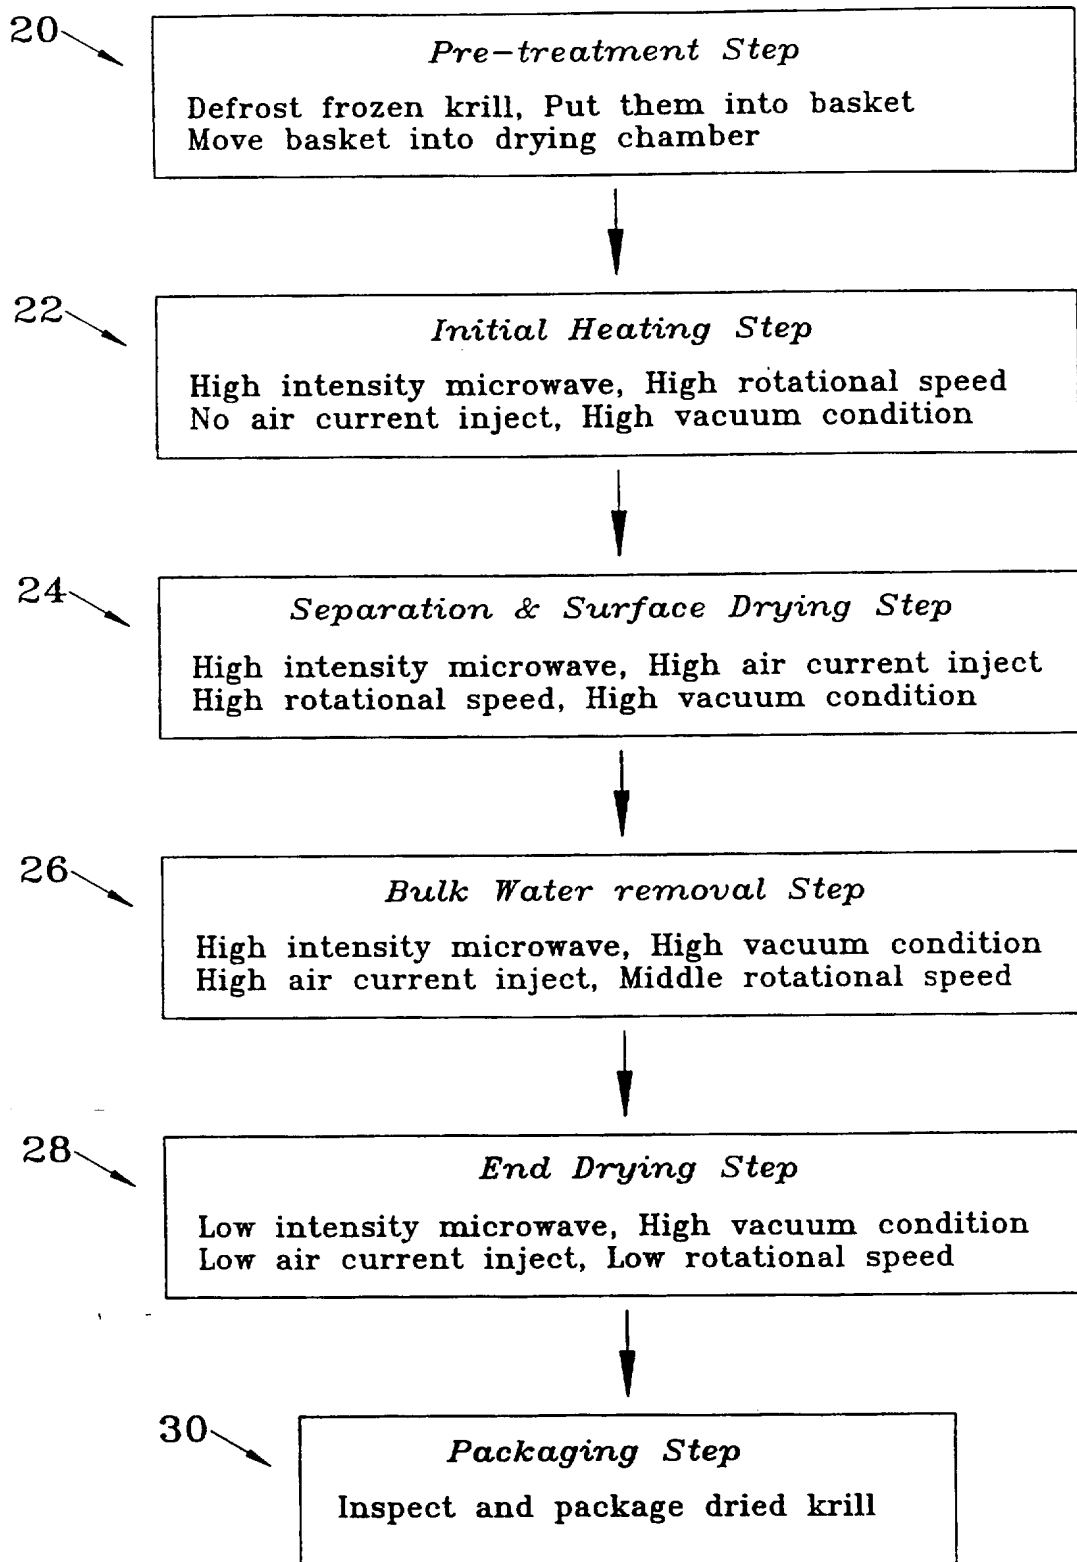 20
Pre-treatment Step
Defrost frozen krill, Put them into basket
Move basket into drying chamber
22
Initial Heating Step
High intensity microwave, High rotational speed
No air current inject, High vacuum condition
24
Separation & Surface Drying Step
High intensity microwave, High air current inject
High rotational speed, High vacuum condition
26
Bulk Water removal Step
High intensity microwave, High vacuum condition
High air current inject, Middle rotational speed
28
End Drying Step
Low intensity microwave, High vacuum condition
Low air current inject, Low rotational speed
30
Packaging Step
Inspect and package dried krill